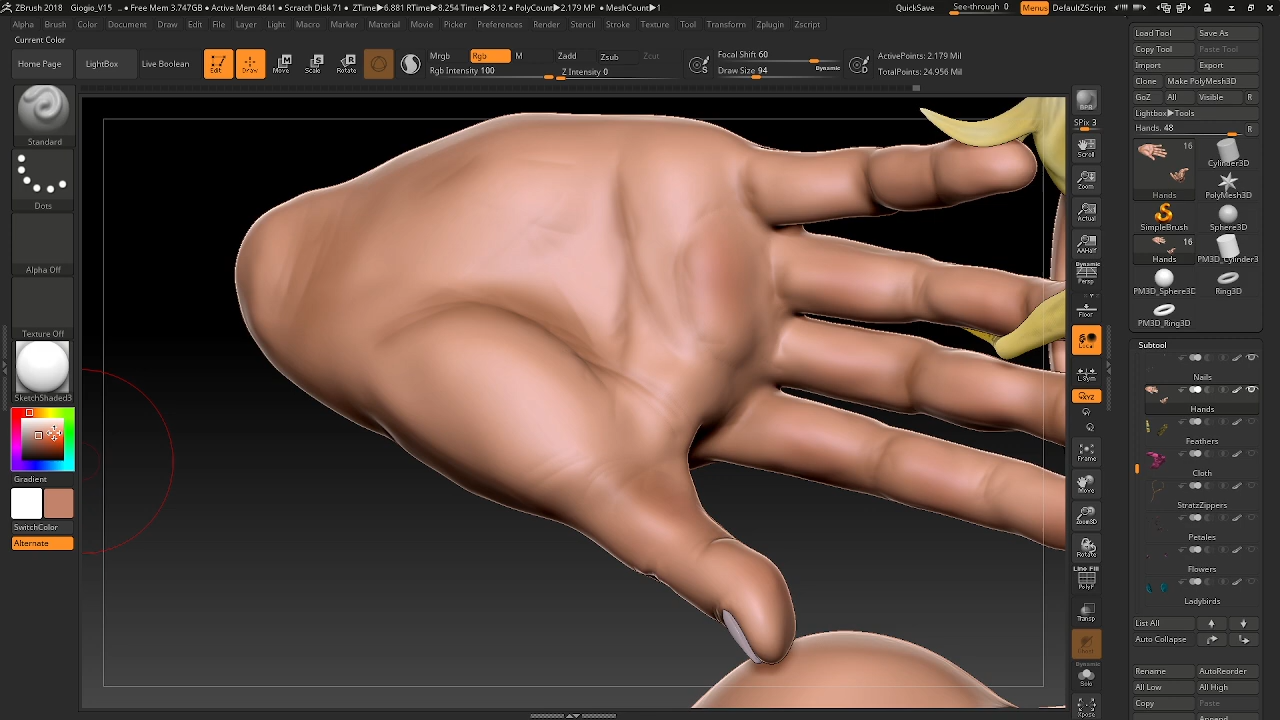 ZBrush 2018  Giogio_V15 ... • Free Mem 3.747GB • Active Mem 4841 • Scratch Disk 71 • ZTime▶6.881 RTime▶8.254 Timer▶8.12 • PolyCount▶2.179 MP • MeshCount▶1
QuickSave
See-through 0
Menus
DefaultZScript
Alpha Brush Color Document Draw Edit File Layer Light Macro Marker Material Movie Picker Preferences Render Stencil Stroke Texture Tool Transform Zplugin Zscript
Current Color
Home Page
LightBox
Live Boolean
Edit
Draw
Move
Scale
Rotate
Mrgb
Rgb
M
Rgb Intensity 100
Zadd
Zsub
Zcut
Z Intensity 0
S
Focal Shift 60
Draw Size 94
Dynamic
D
ActivePoints: 2.179 Mil
TotalPoints: 24.956 Mil
Standard
Dots
Alpha Off
Texture Off
SketchShaded3
Gradient
SwitchColor
Alternate
BPR
SPix 3
Scroll
Zoom
Actual
AAHalf
Dynamic
Persp
Floor
Local
L.Sym
XYZ
Frame
Move
Zoom3D
Rotate
Line Fill
PolyF
Transp
Dynamic
Solo
Xpose
Load Tool
Save As
Copy Tool
Paste Tool
Import
Export
Clone
Make PolyMesh3D
GoZ
All
Visible
R
Lightbox▶Tools
Hands. 48
R
16
Hands
Cylinder3D
PolyMesh3D
SimpleBrush
Sphere3D
16
Hands
PM3D_Cylinder3
PM3D_Sphere3D
Ring3D
PM3D_Ring3D
Subtool
Nails
Hands
Feathers
Cloth
StratzZippers
Petales
Flowers
Ladybirds
List All
Auto Collapse
Rename
AutoReorder
All Low
All High
Copy
Paste
Append